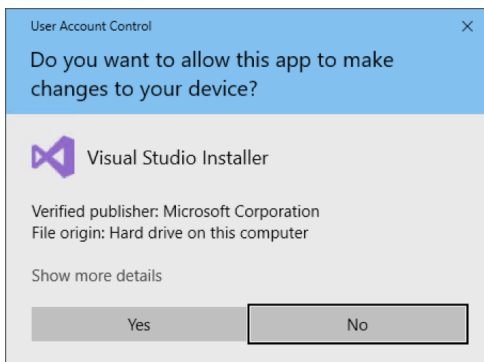 User Account Control
Do you want to allow this app to make
changes to your device?
Visual Studio Installer
Verified publisher: Microsoft Corporation
File origin: Hard drive on this computer
Show more details
Yes
No